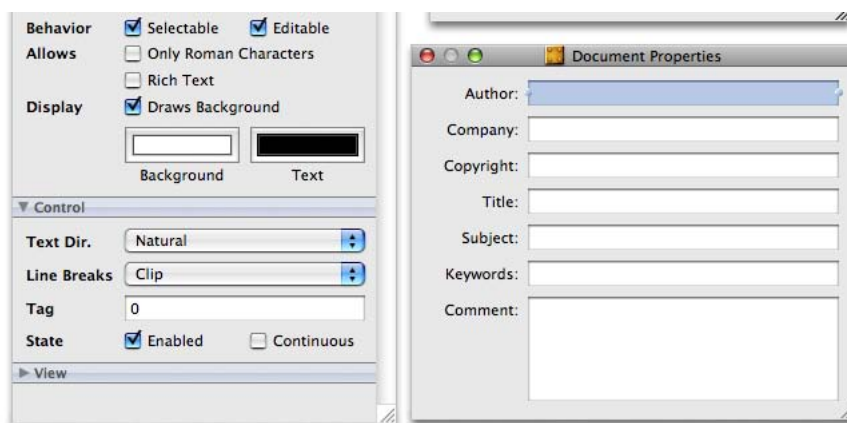 Behavior Selectable Editable
Allows Only Roman Characters
Rich Text
Display Draws Background
Background Text
Control
Text Dir. Natural
Line Breaks Clip
Tag 0
State Enabled Continuous
View
Document Properties
Author:
Company:
Copyright:
Title:
Subject:
Keywords:
Comment: